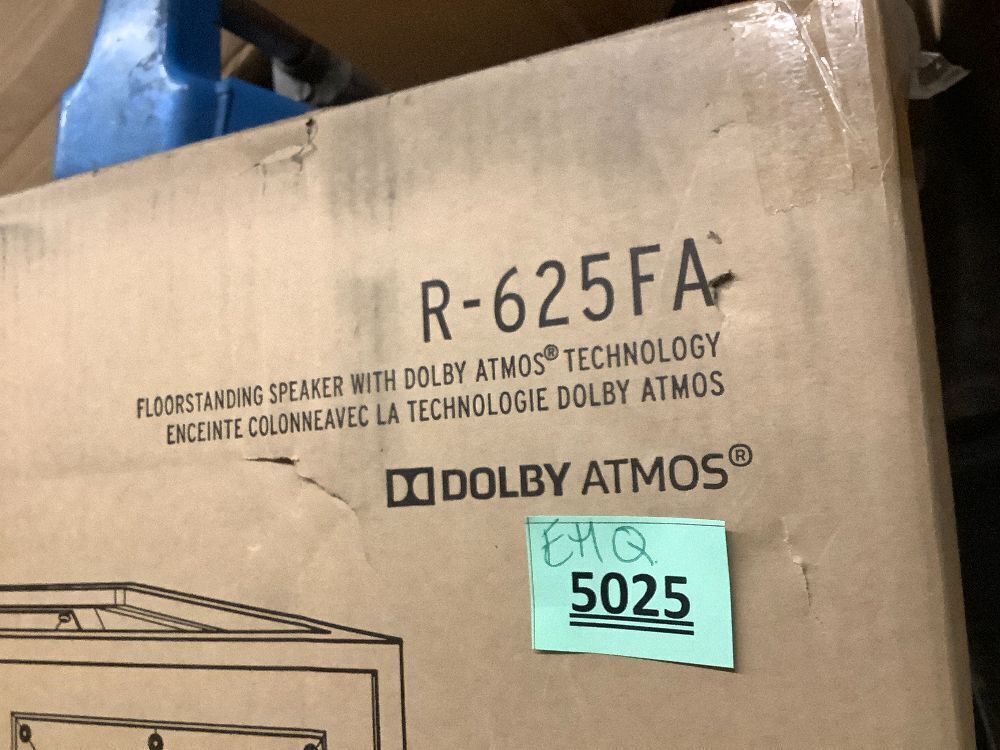 R-625FA
FLOORSTANDING SPEAKER WITH DOLBY ATMOS® TECHNOLOGY
ENCEINTE COLONNEAVEC LA TECHNOLOGIE DOLBY ATMOS
DOLBY ATMOS®
EMQ
5025